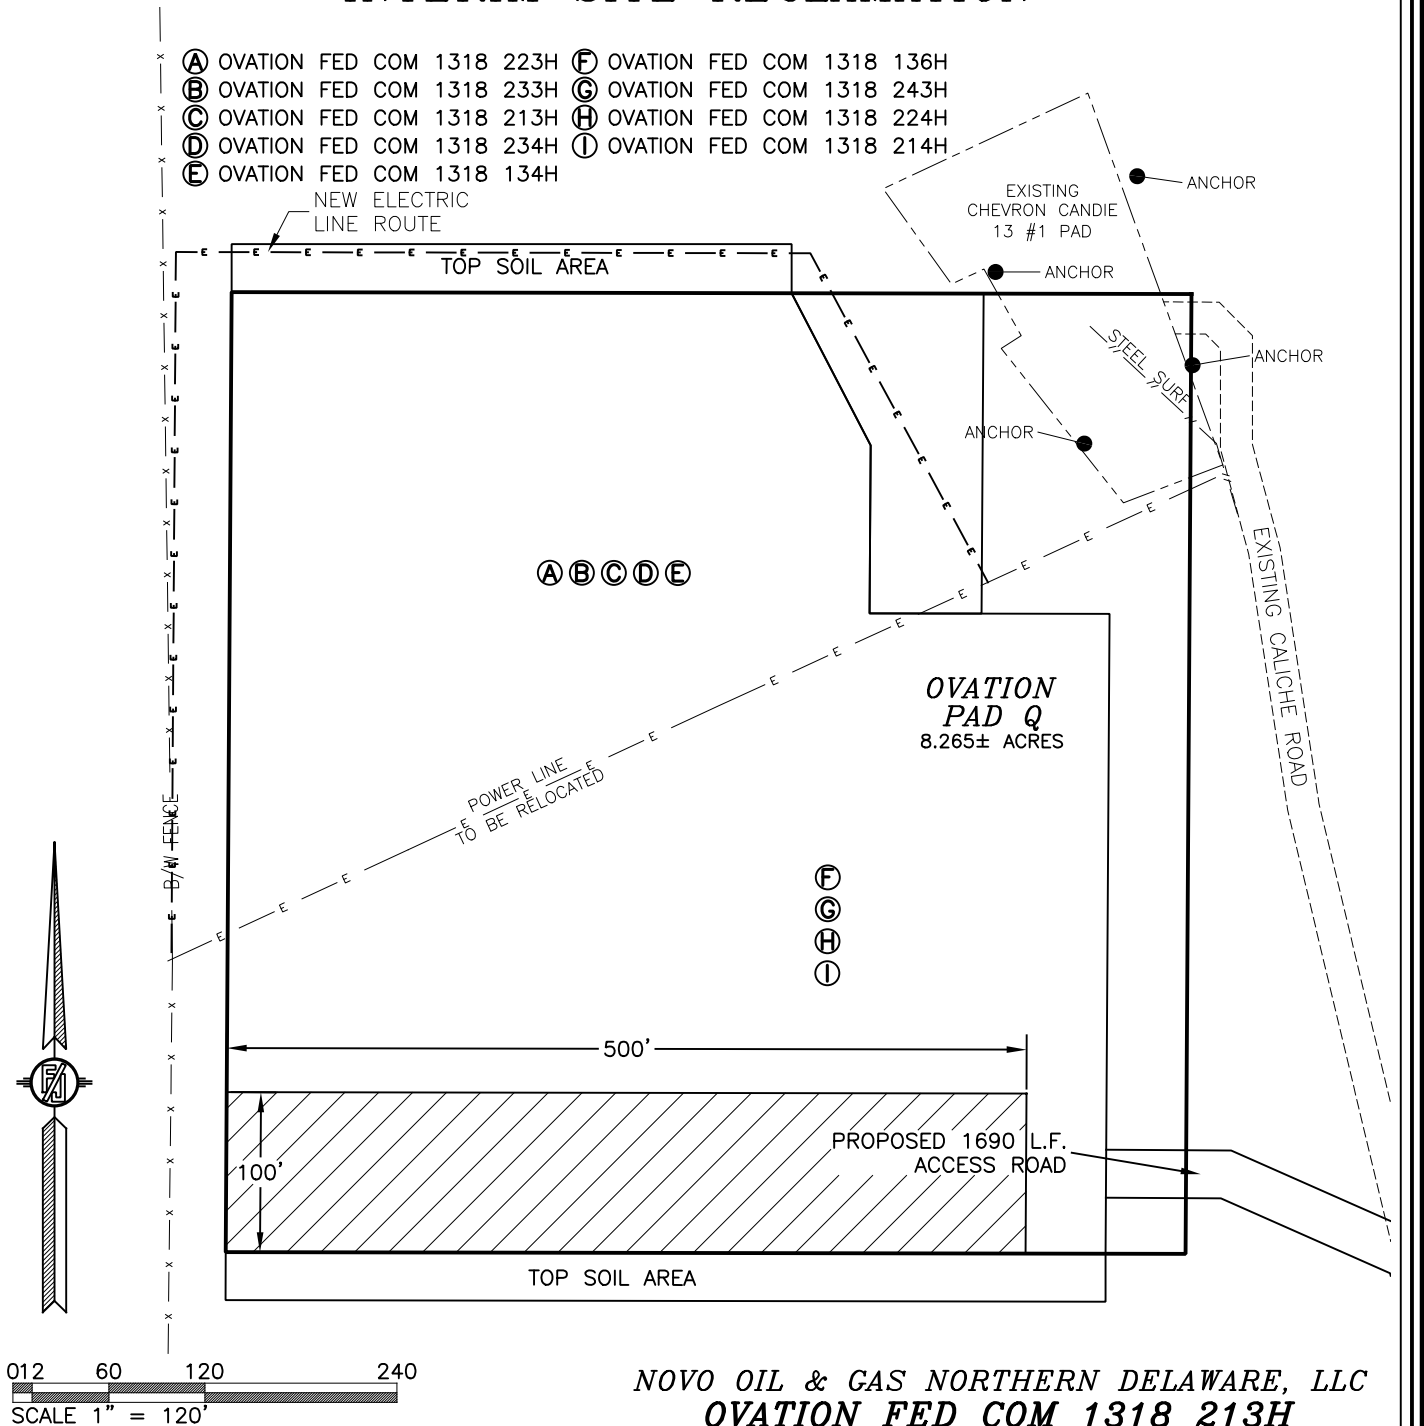 INTERIM SITE RECLAMATION
A OVATION FED COM 1318 223H F OVATION FED COM 1318 136H
B OVATION FED COM 1318 233H G OVATION FED COM 1318 243H
C OVATION FED COM 1318 213H H OVATION FED COM 1318 224H
D OVATION FED COM 1318 234H I OVATION FED COM 1318 214H
E OVATION FED COM 1318 134H
NEW ELECTRIC
LINE ROUTE
TOP SOIL AREA
EXISTING
CHEVRON CANDIE
13 #1 PAD
ANCHOR
ANCHOR
ANCHOR
ANCHOR
STEEL SURF
EXISTING CALICHE ROAD
A B C D E
OVATION
PAD Q
8.265± ACRES
POWER LINE
TO BE RELOCATED
B/W FENCE
F
G
H
I
500'
100'
PROPOSED 1690 L.F.
ACCESS ROAD
TOP SOIL AREA
012 60 120 240
SCALE 1" = 120'
NOVO OIL & GAS NORTHERN DELAWARE, LLC
OVATION FED COM 1318 213H